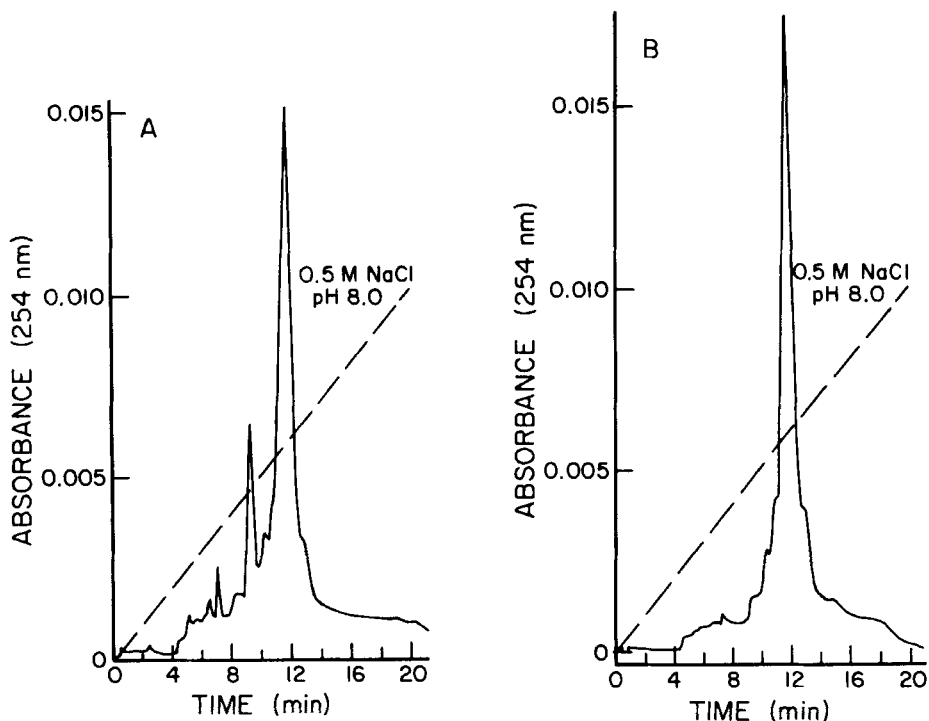 A
ABSORBANCE (254 nm)
0.015
0.010
0.005
0
0.5 M NaCl
pH 8.0
0 4 8 12 16 20
TIME (min)
B
ABSORBANCE (254 nm)
0.015
0.010
0.005
0
0.5 M NaCl
pH 8.0
0 4 8 12 16 20
TIME (min)